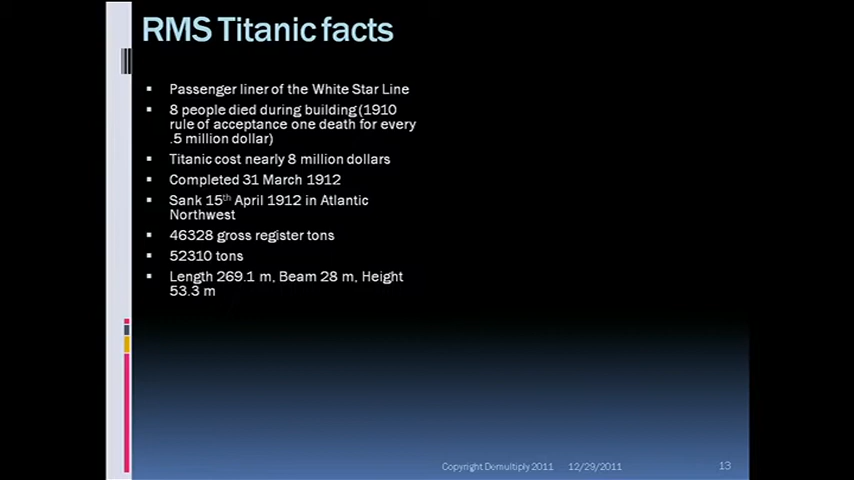 RMS Titanic facts
Passenger liner of the White Star Line
8 people died during building (1910
rule of acceptance one death for every
.5 million dollar)
Titanic cost nearly 8 million dollars
Completed 31 March 1912
Sank 15th April 1912 in Atlantic
Northwest
46328 gross register tons
52310 tons
Length 269.1 m, Beam 28 m, Height
53.3 m
Copyright Demultiply 2011 12/29/2011 13